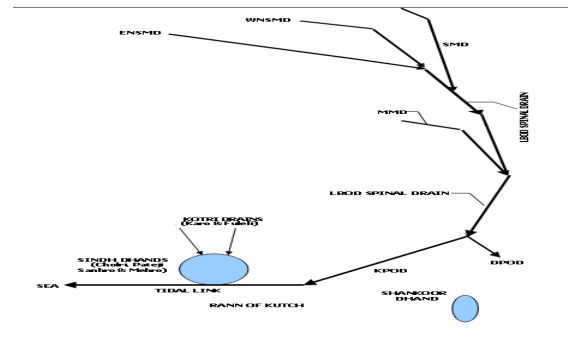 WNSMD
ENSMD
SMD
LBOD SPINAL DRAIN
MMD
LBOD SPINAL DRAIN
KOTRI DRAINS
(Karo & Fuleli)
SINDH DHANDS
(Cholri, Pateji
Sanhro & Mehro)
SEA
TIDAL LINK
RANN OF KUTCH
KPOD
DPOD
SHANKOOR
DHAND